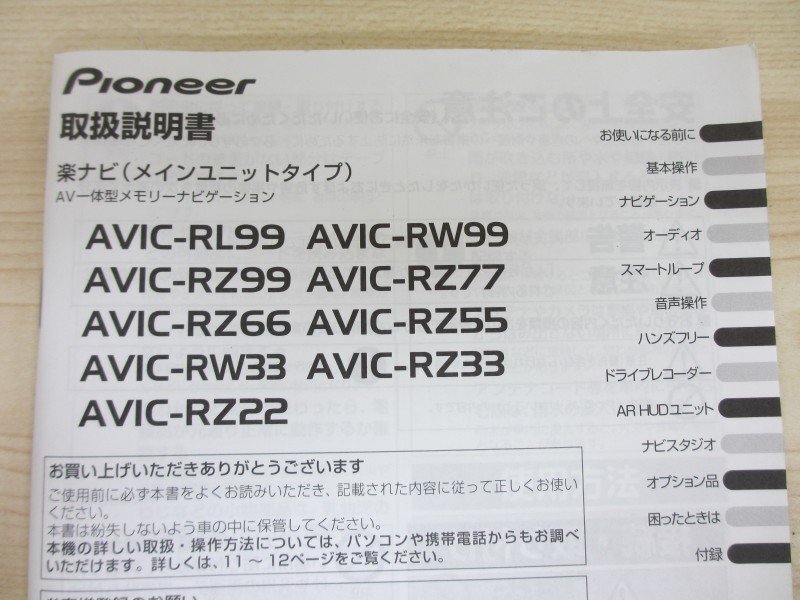 Pioneer
取扱説明書
楽ナビ（メインユニットタイプ）
AV一体型メモリーナビゲーション
AVIC-RL99 AVIC-RW99
AVIC-RZ99 AVIC-RZ77
AVIC-RZ66 AVIC-RZ55
AVIC-RW33 AVIC-RZ33
AVIC-RZ22
お買い上げいただきありがとうございます
ご使用前に必ず本書をよくお読みいただき、記載された内容に従って正しくお使い
ください。
本書は紛失しないよう車の中に保管してください。
本機の詳しい取扱・操作方法については、パソコンや携帯電話からもお調べ
いただけます。詳しくは、11～12ページをご覧ください。
お使いになる前に
基本操作
ナビゲーション
オーディオ
スマートループ
音声操作
ハンズフリー
ドライブレコーダー
AR HUDユニット
ナビスタジオ
オプション品
困ったときは
付録